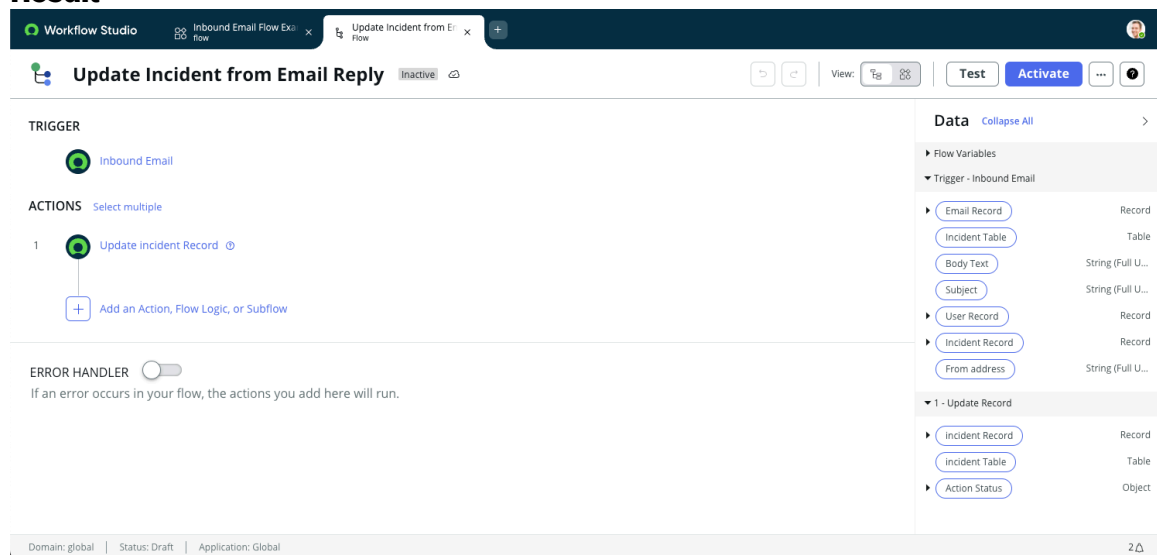 Result
Workflow Studio
Inbound Email Flow Exa
flow
Update Incident from En
Flow
Update Incident from Email Reply Inactive
View:
Test
Activate
TRIGGER
Inbound Email
ACTIONS Select multiple
1 Update incident Record
Add an Action, Flow Logic, or Subflow
ERROR HANDLER
If an error occurs in your flow, the actions you add here will run.
Data Collapse All
Flow Variables
Trigger - Inbound Email
Email Record Record
Incident Table Table
Body Text String (Full U...
Subject String (Full U...
User Record Record
Incident Record Record
From address String (Full U...
1 - Update Record
incident Record Record
incident Table Table
Action Status Object
Domain: global | Status: Draft | Application: Global
2